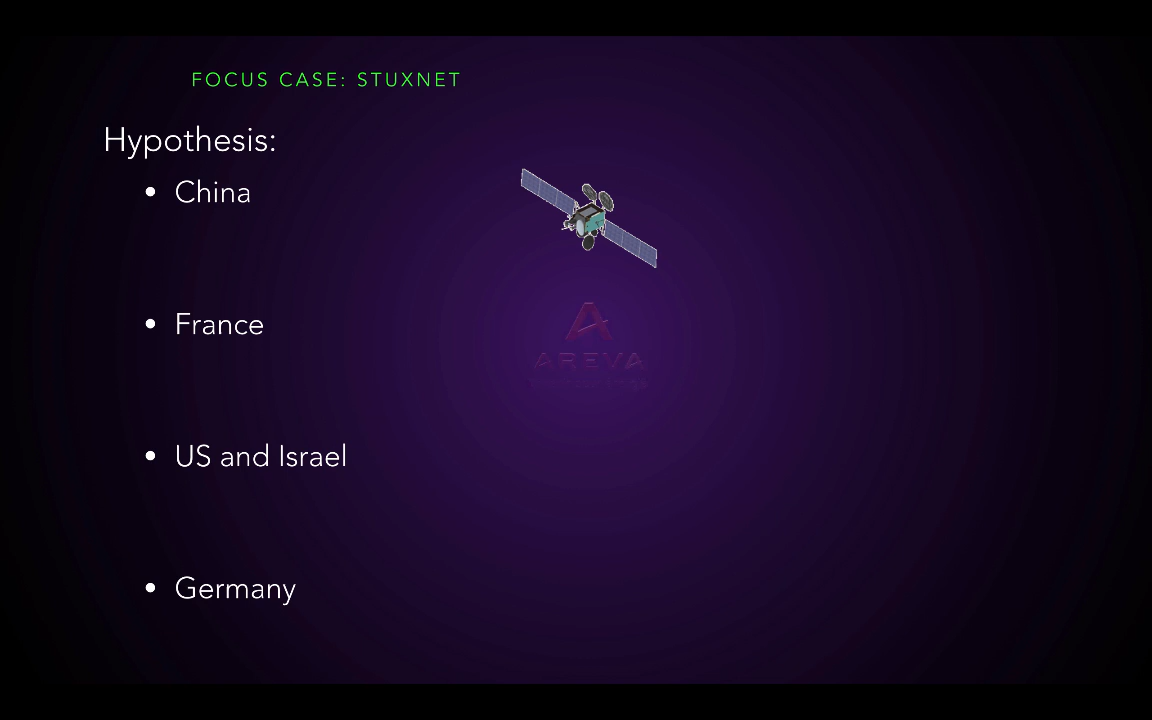 FOCUS CASE: STUXNET
Hypothesis:
• China
• France
AREVA
• US and Israel
• Germany